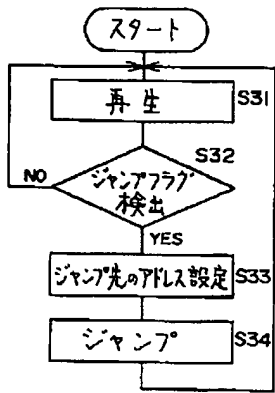 スタート
再生
S31
S32
ジャンプフラグ
検出
NO
YES
ジャンプ先のアドレス設定
S33
ジャンプ
S34